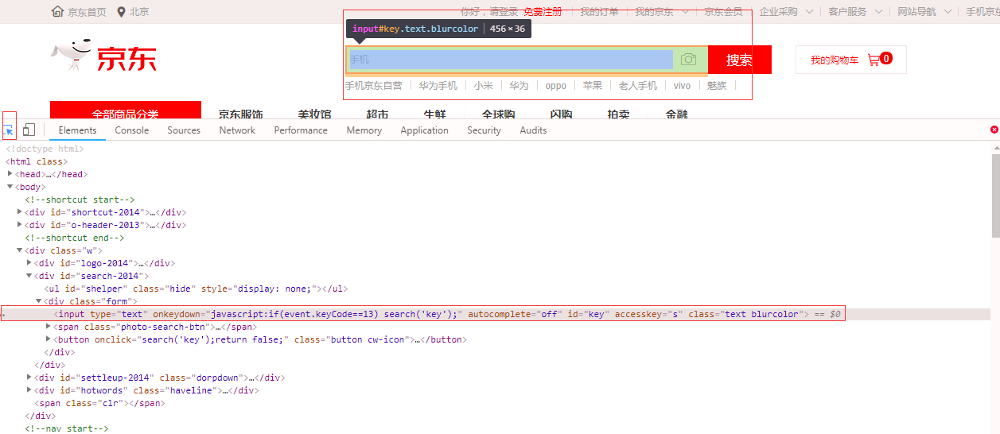 京东首页 北京 你好，请登录 免费注册 我的订单 我的京东 京东会员 企业采购 客户服务 网站导航 手机京东
input#key.text.blurcolor 456×36
京东 手机 搜索 我的购物车 0
手机京东自营 华为手机 小米 华为 oppo 苹果 老人手机 vivo 魅族
全部商品分类 京东服饰 美妆馆 超市 生鲜 全球购 闪购 拍卖 金融
Elements Console Sources Network Performance Memory Application Security Audits
<!doctype html>
<html class>
<head>…</head>
<body>
<!--shortcut start-->
<div id="shortcut-2014">…</div>
<div id="o-header-2013">…</div>
<!--shortcut end-->
<div class="w">
<div id="logo-2014">…</div>
<div id="search-2014">
<ul id="shelper" class="hide" style="display: none;"></ul>
<div class="form">
<input type="text" onkeydown="javascript:if(event.keyCode==13) search('key');" autocomplete="off" id="key" accesskey="s" class="text blurcolor"> == $0
<span class="photo-search-btn">…</span>
<button onclick="search('key');return false;" class="button cw-icon">…</button>
</div>
</div>
<div id="settleup-2014" class="dorpdown">…</div>
<div id="hotwords" class="haveline">…</div>
<span class="clr"></span>
</div>
<!--nav start-->